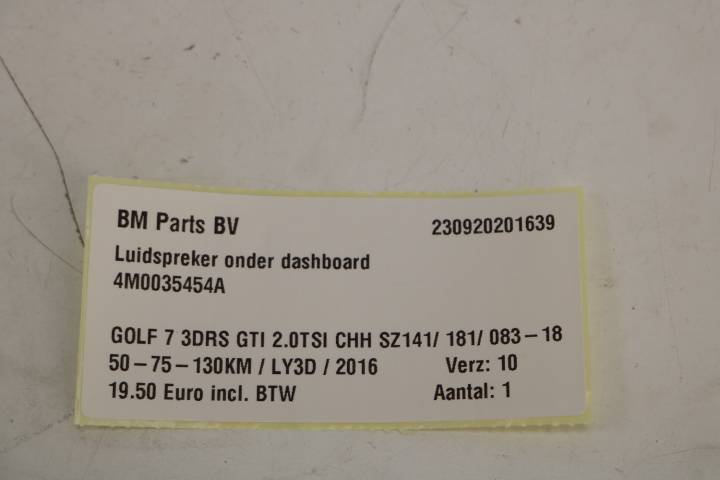 BM Parts BV 230920201639
Luidspreker onder dashboard
4M0035454A
GOLF 7 3DRS GTI 2.0TSI CHH SZ141/ 181/ 083-18
50-75-130KM / LY3D / 2016 Verz: 10
19.50 Euro incl. BTW Aantal: 1